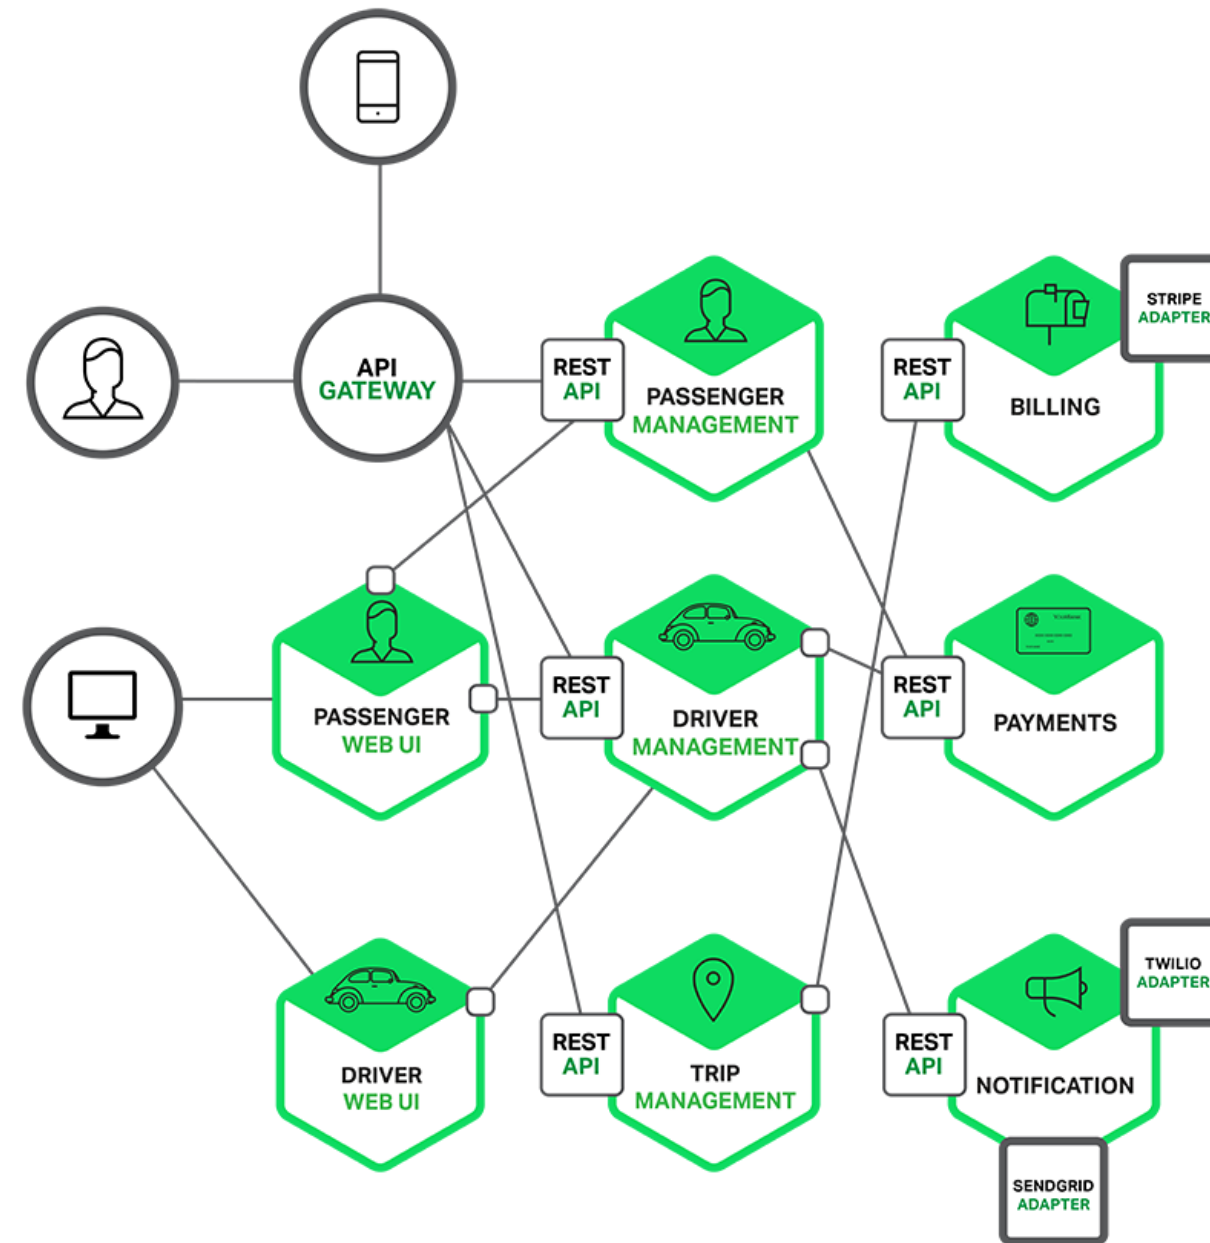 API
GATEWAY
REST
API
PASSENGER
MANAGEMENT
REST
API
BILLING
STRIPE
ADAPTER
PASSENGER
WEB UI
REST
API
DRIVER
MANAGEMENT
REST
API
PAYMENTS
DRIVER
WEB UI
REST
API
TRIP
MANAGEMENT
REST
API
NOTIFICATION
TWILIO
ADAPTER
SENDGRID
ADAPTER